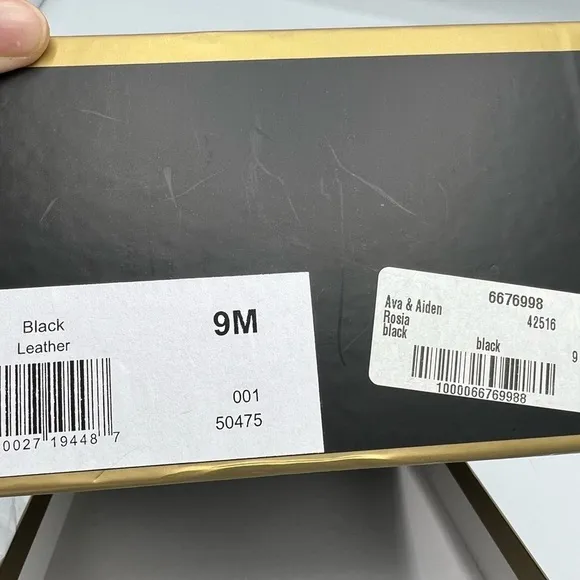 Black
Leather
9M
0027 19448 7
001
50475
6676998
Ava & Aiden
42516
Rosia
black
black
9
1000066769988